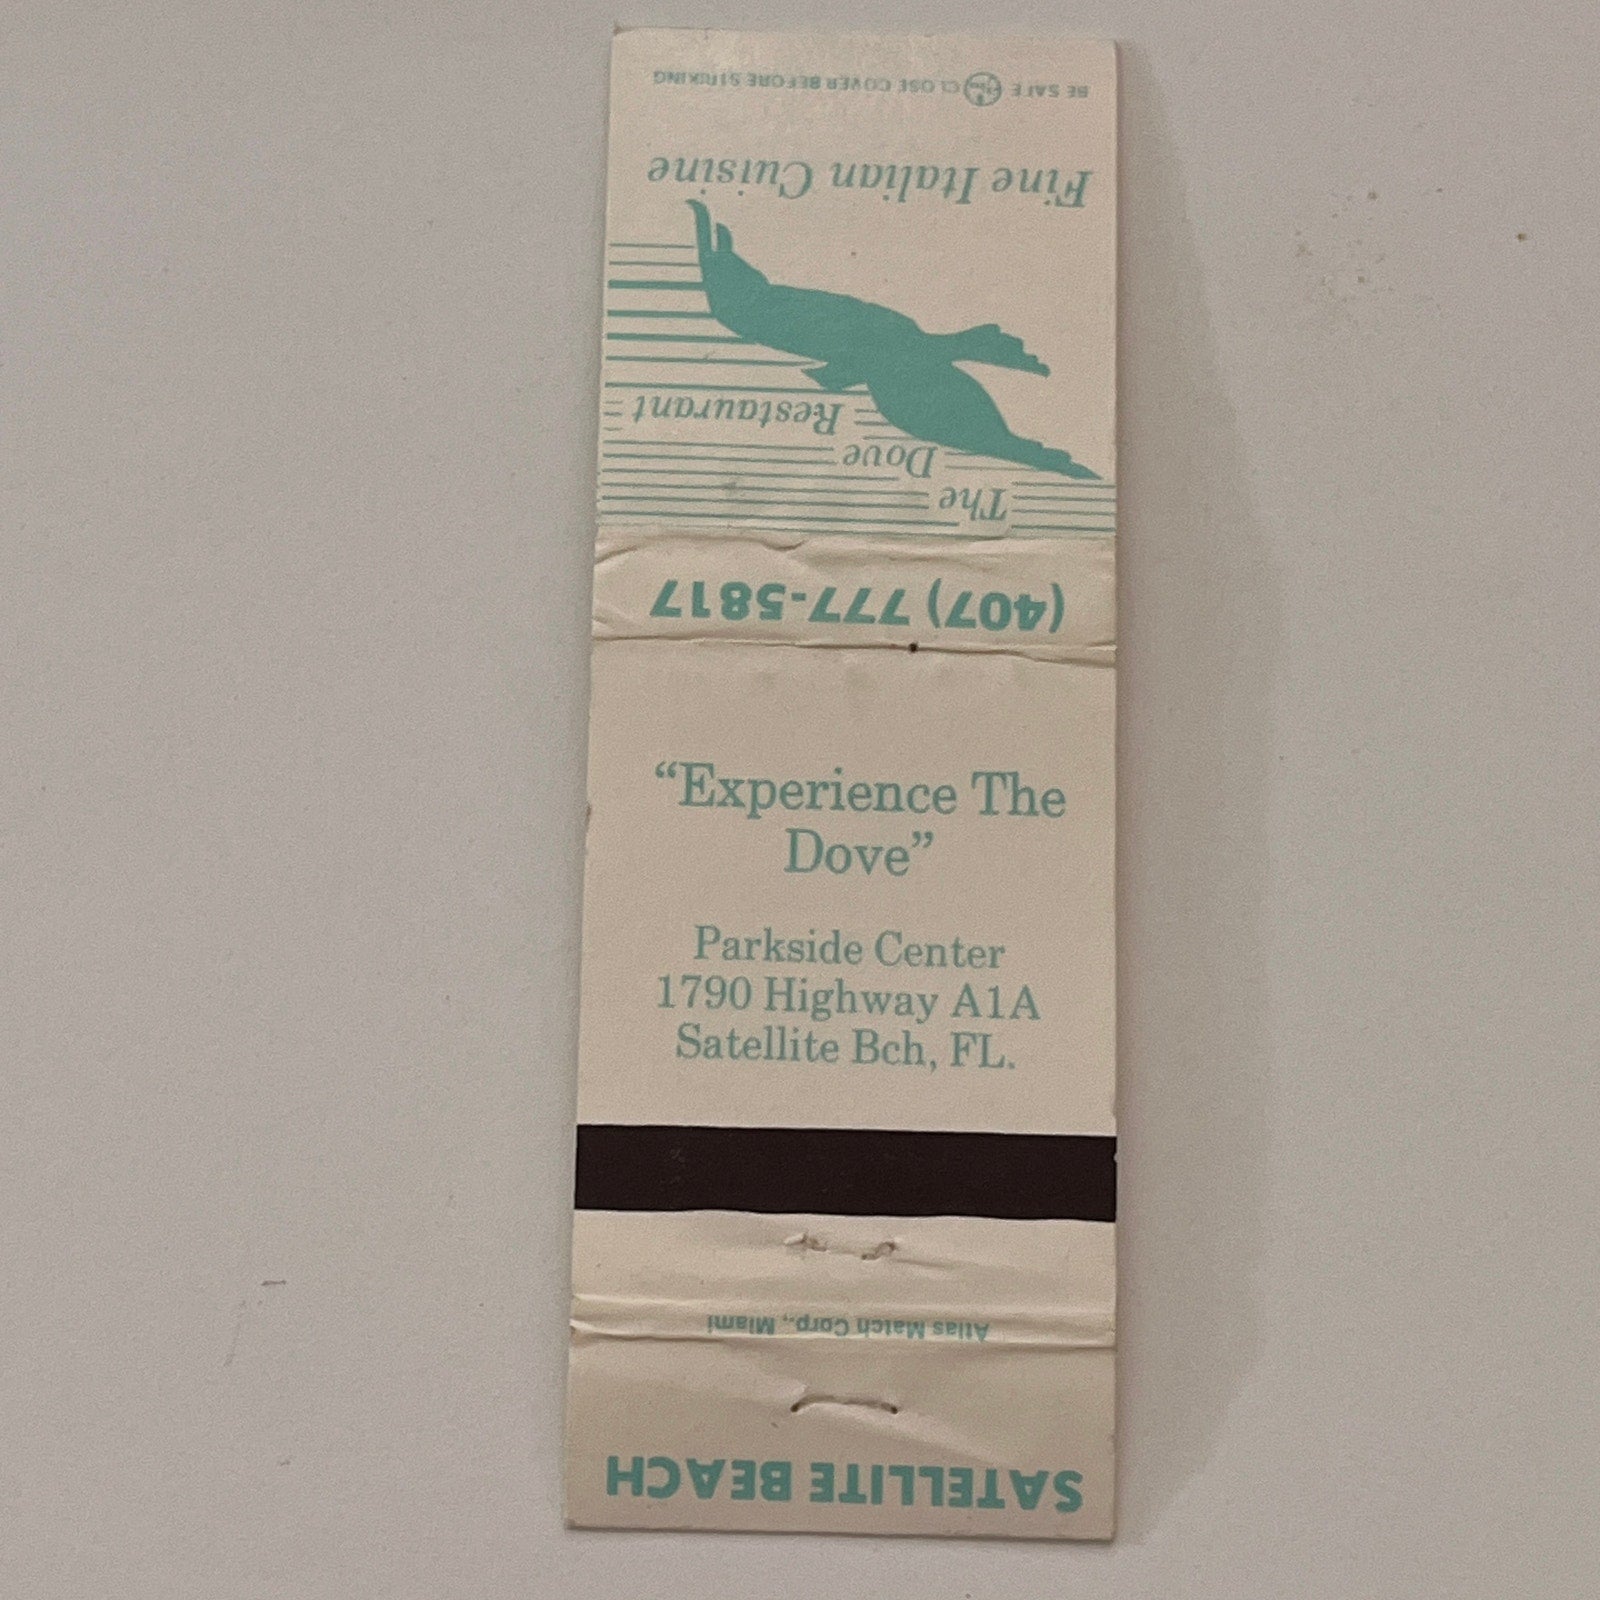 BE SAFE CLOSE COVER BEFORE STRIKING
Fine Italian Cuisine
The
Dove
Restaurant
(407) 777-5817
“Experience The
Dove”
Parkside Center
1790 Highway A1A
Satellite Bch, FL.
Atlas Match Corp., Miami
SATELLITE BEACH